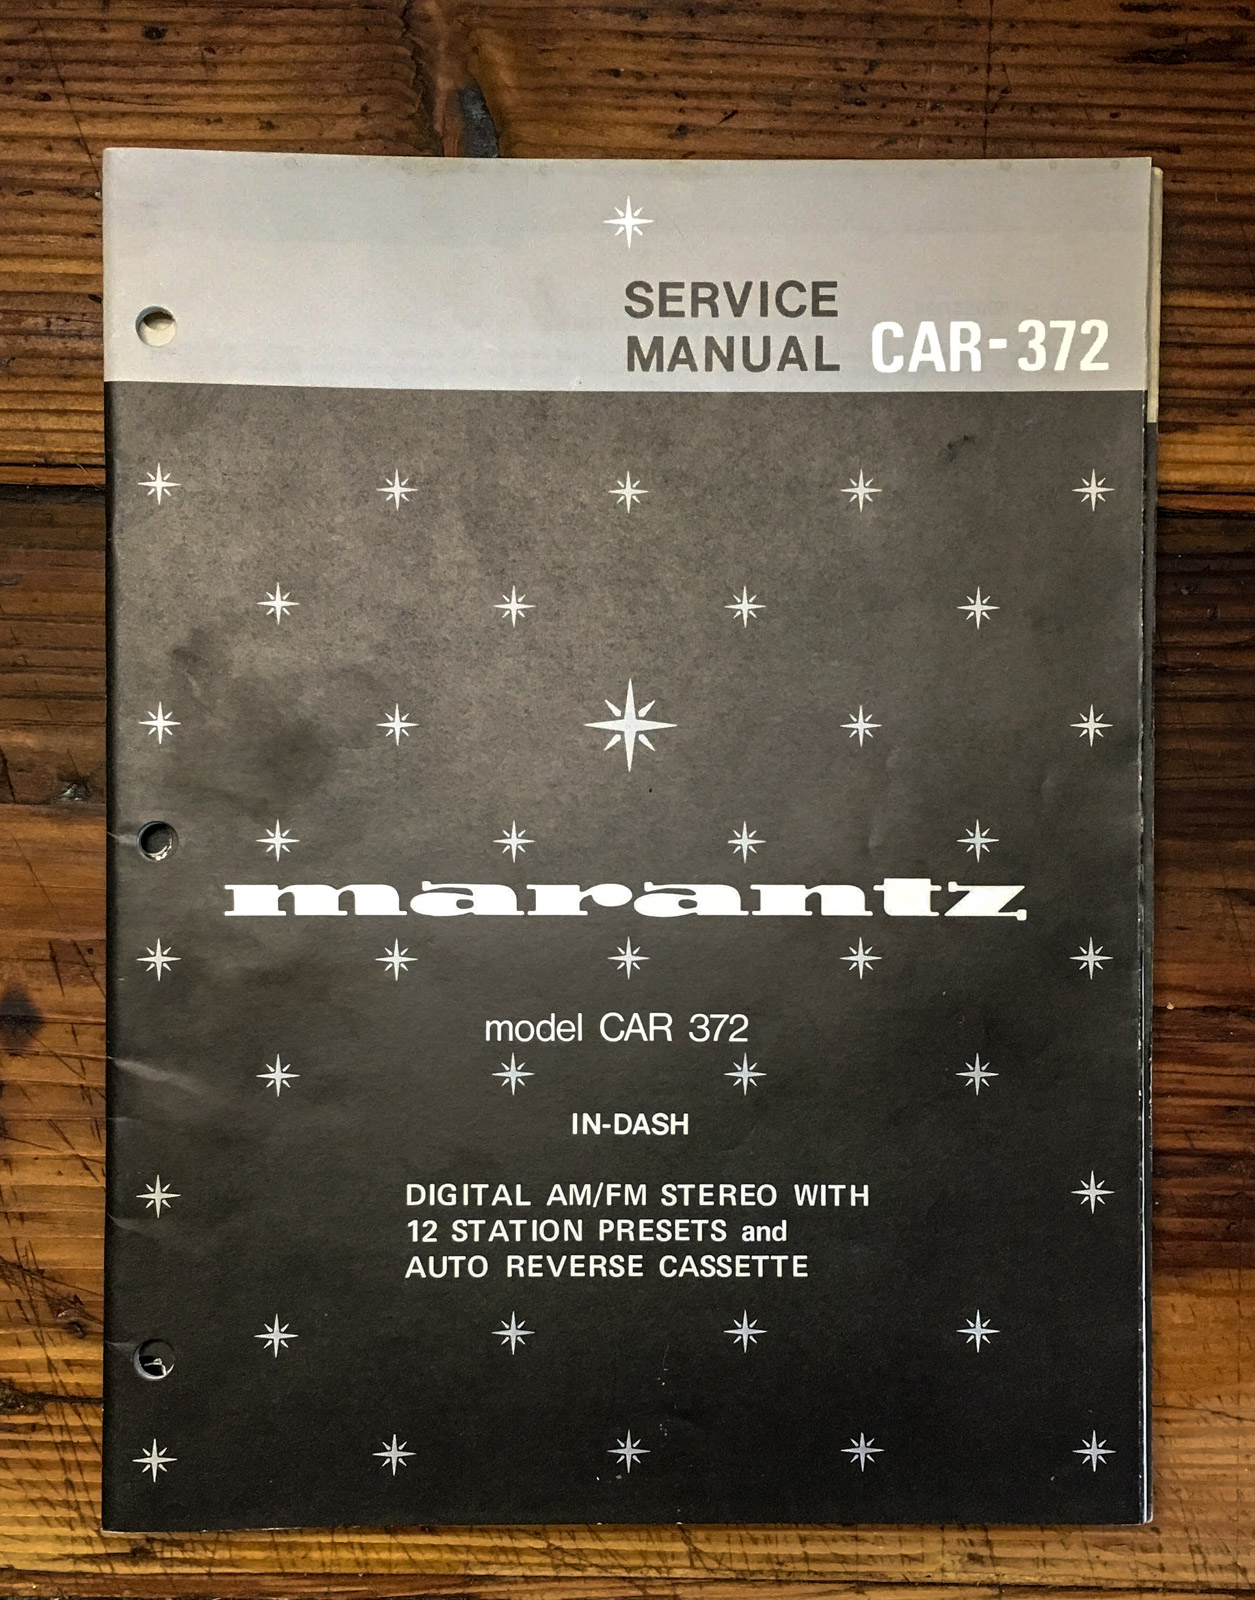 SERVICE
MANUAL CAR-372
marantz
model CAR 372
IN-DASH
DIGITAL AM/FM STEREO WITH
12 STATION PRESETS and
AUTO REVERSE CASSETTE